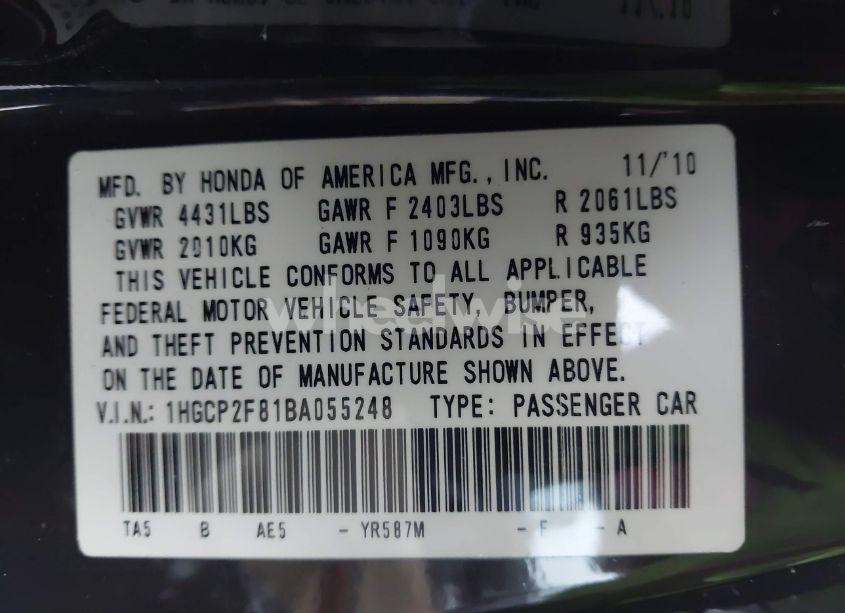 MFD. BY HONDA OF AMERICA MFG., INC. 11/'10
GVWR 4431LBS GAWR F 2403LBS R 2061LBS
GVWR 2010KG GAWR F 1090KG R 935KG
THIS VEHICLE CONFORMS TO ALL APPLICABLE
FEDERAL MOTOR VEHICLE SAFETY, BUMPER,
AND THEFT PREVENTION STANDARDS IN EFFECT
ON THE DATE OF MANUFACTURE SHOWN ABOVE.
V.I.N.: 1HGCP2F81BA055248 TYPE: PASSENGER CAR
TA5 B AE5 - YR587M - F - A
wheelwise